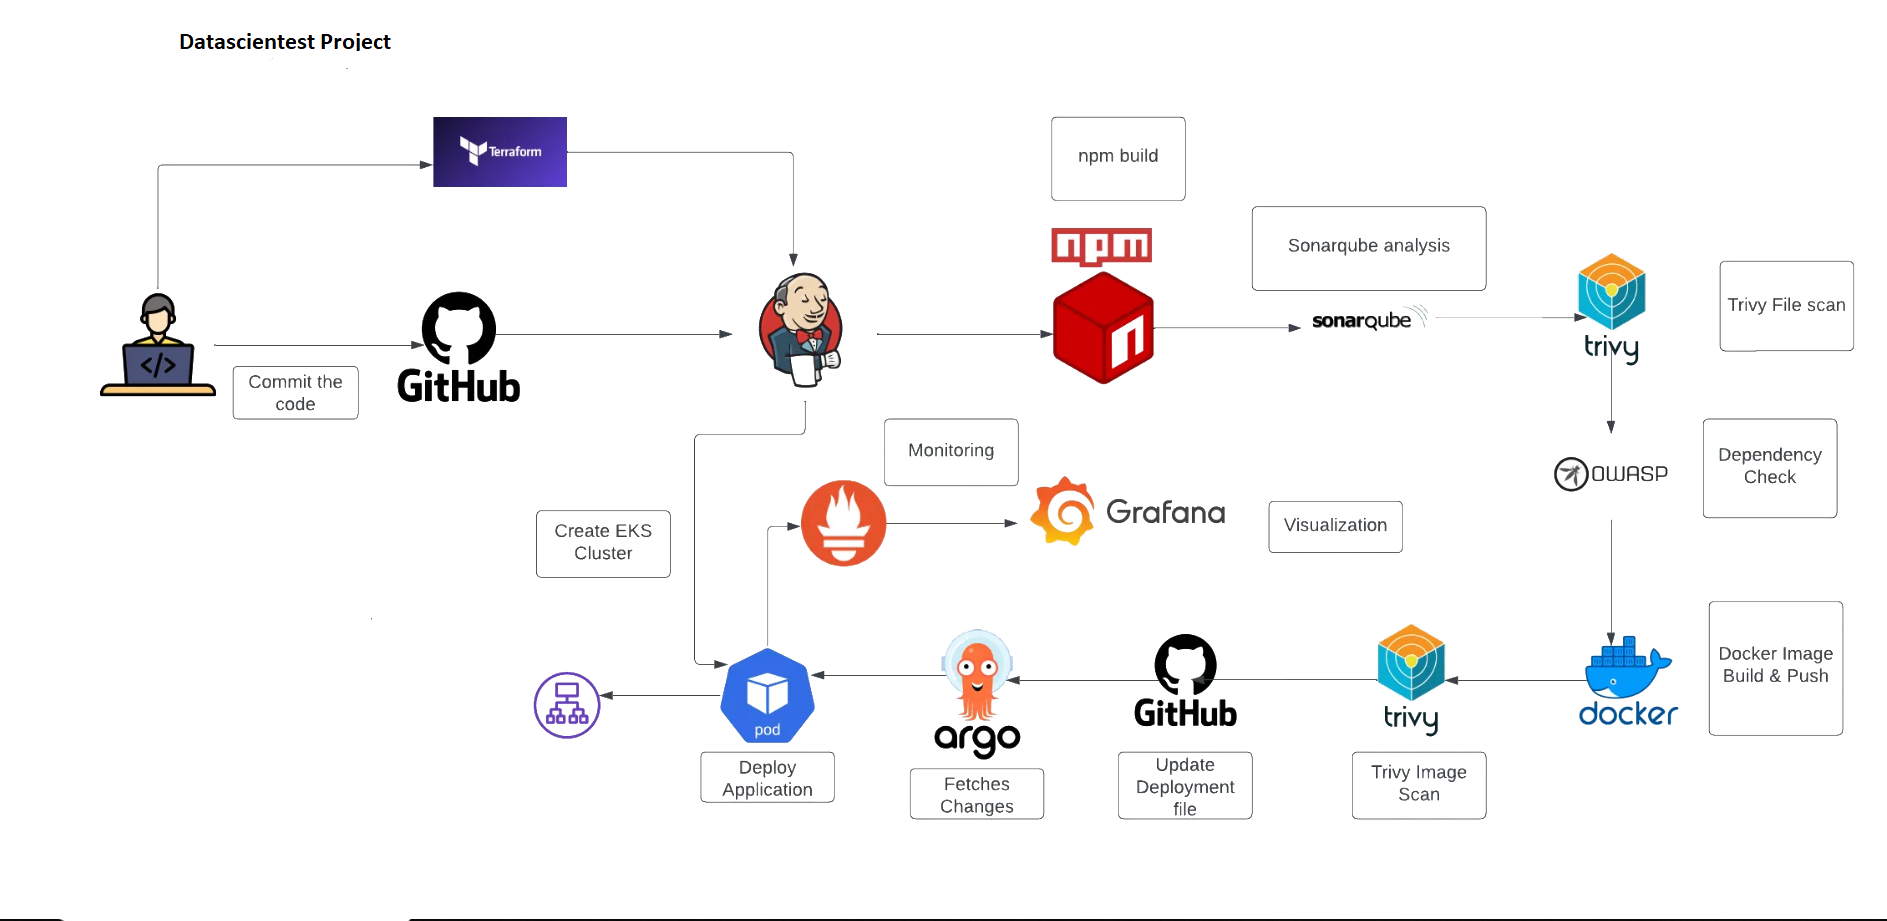 Datascientest Project
Terraform
npm build
npm
n
Sonarqube analysis
sonarqube
trivy
Trivy File scan
</>
Commit the
code
GitHub
Monitoring
Grafana
Visualization
OWASP
Dependency
Check
Create EKS
Cluster
pod
Deploy
Application
argo
Fetches
Changes
GitHub
Update
Deployment
file
trivy
Trivy Image
Scan
docker
Docker Image
Build & Push